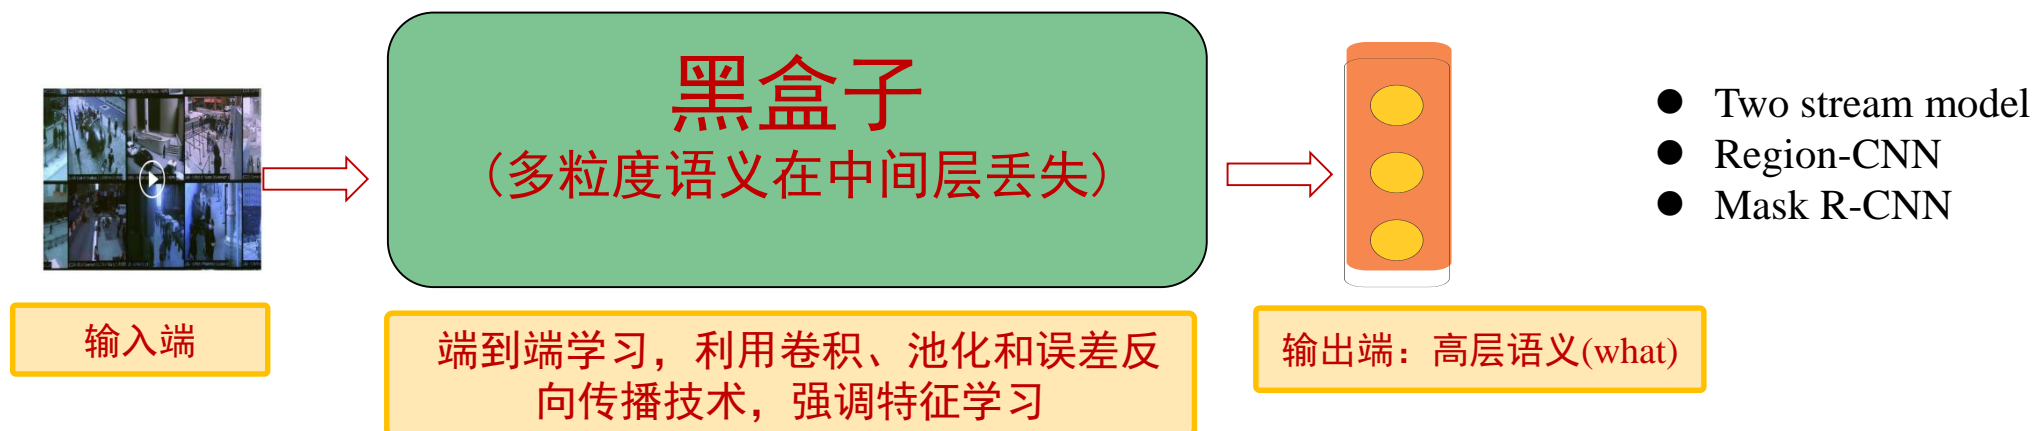 黑盒子
（多粒度语义在中间层丢失）
● Two stream model
● Region-CNN
● Mask R-CNN
输入端
端到端学习，利用卷积、池化和误差反
向传播技术，强调特征学习
输出端：高层语义(what)